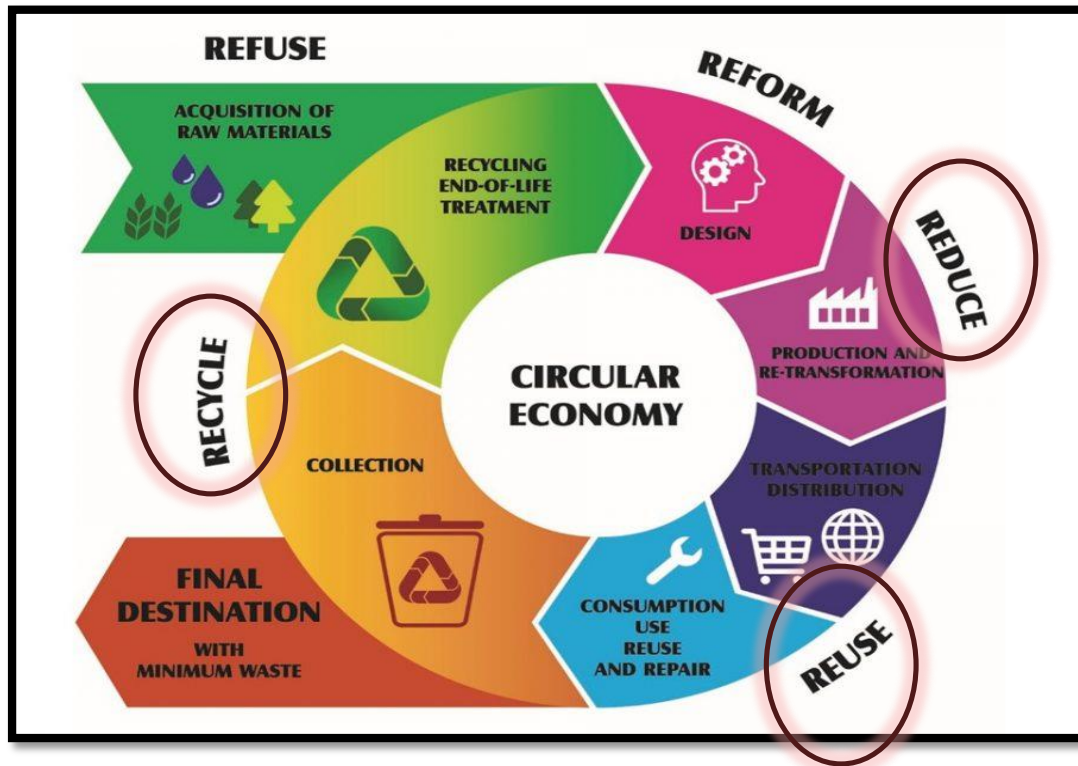 REFUSE
REFORM
REDUCE
REUSE
RECYCLE
ACQUISITION OF
RAW MATERIALS
RECYCLING
END-OF-LIFE
TREATMENT
DESIGN
PRODUCTION AND
RE-TRANSFORMATION
TRANSPORTATION
DISTRIBUTION
CONSUMPTION
USE
REUSE
AND REPAIR
COLLECTION
FINAL
DESTINATION
WITH
MINIMUM WASTE
CIRCULAR
ECONOMY